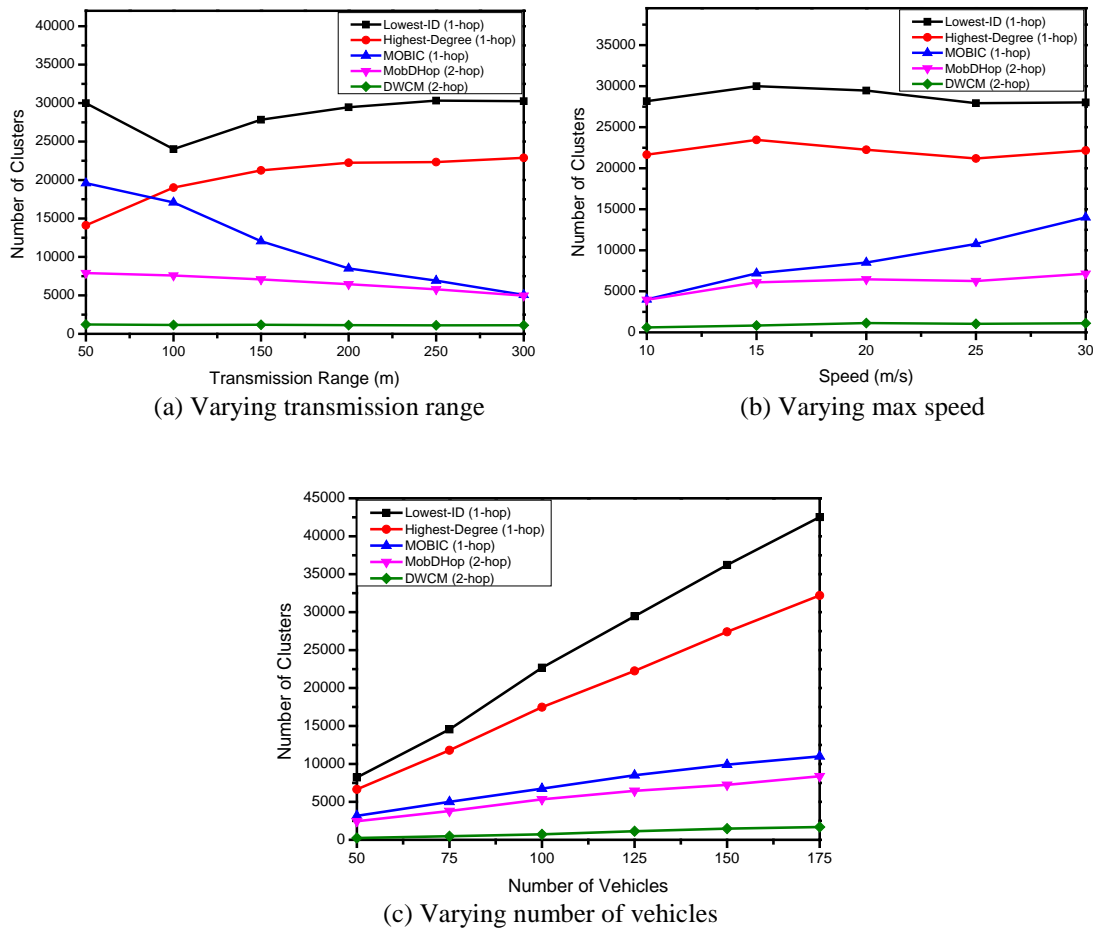 Lowest-ID (1-hop)
Highest-Degree (1-hop)
MOBIC (1-hop)
MobDHop (2-hop)
DWCM (2-hop)
40000
35000
30000
25000
20000
15000
10000
5000
0
Number of Clusters
50 100 150 200 250 300
Transmission Range (m)
(a) Varying transmission range
Lowest-ID (1-hop)
Highest-Degree (1-hop)
MOBIC (1-hop)
MobDHop (2-hop)
DWCM (2-hop)
35000
30000
25000
20000
15000
10000
5000
0
Number of Clusters
10 15 20 25 30
Speed (m/s)
(b) Varying max speed
Lowest-ID (1-hop)
Highest-Degree (1-hop)
MOBIC (1-hop)
MobDHop (2-hop)
DWCM (2-hop)
45000
40000
35000
30000
25000
20000
15000
10000
5000
0
Number of Clusters
50 75 100 125 150 175
Number of Vehicles
(c) Varying number of vehicles